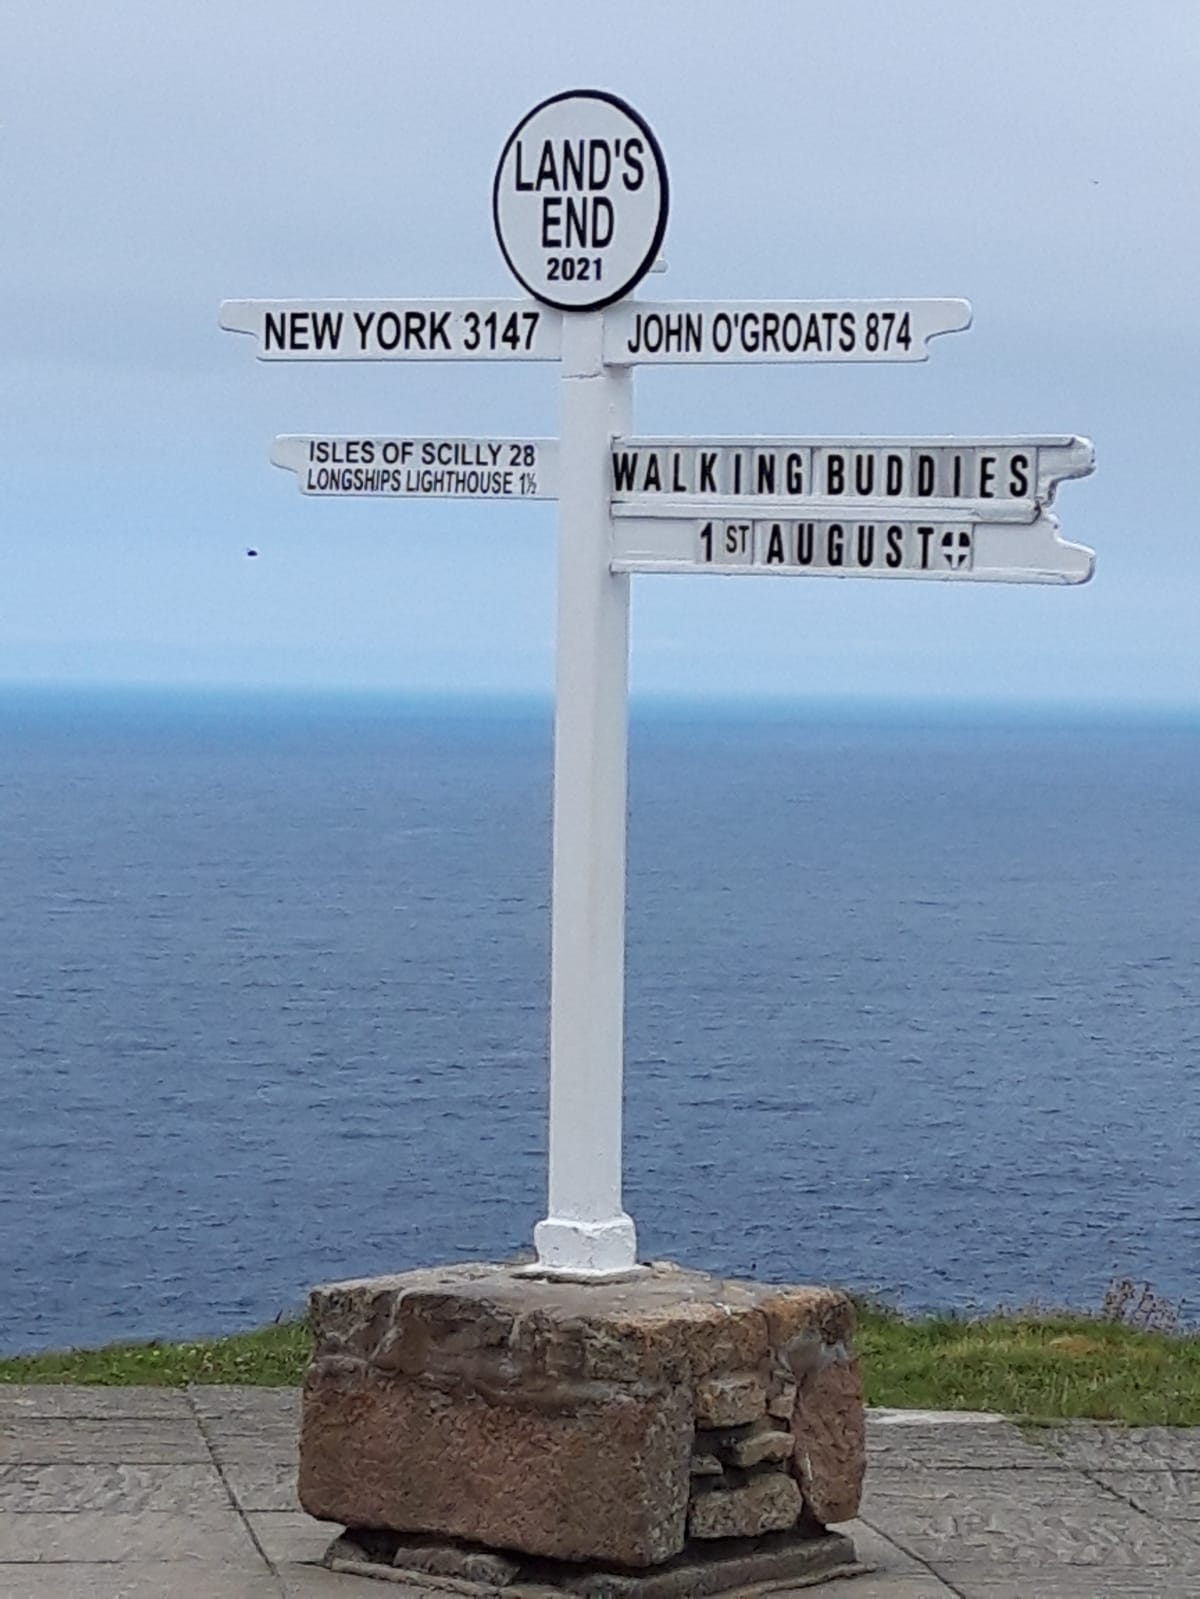 LAND'S
END
2021
NEW YORK 3147
JOHN O'GROATS 874
ISLES OF SCILLY 28
LONGSHIPS LIGHTHOUSE 1½
WALKING BUDDIES
1ST AUGUST